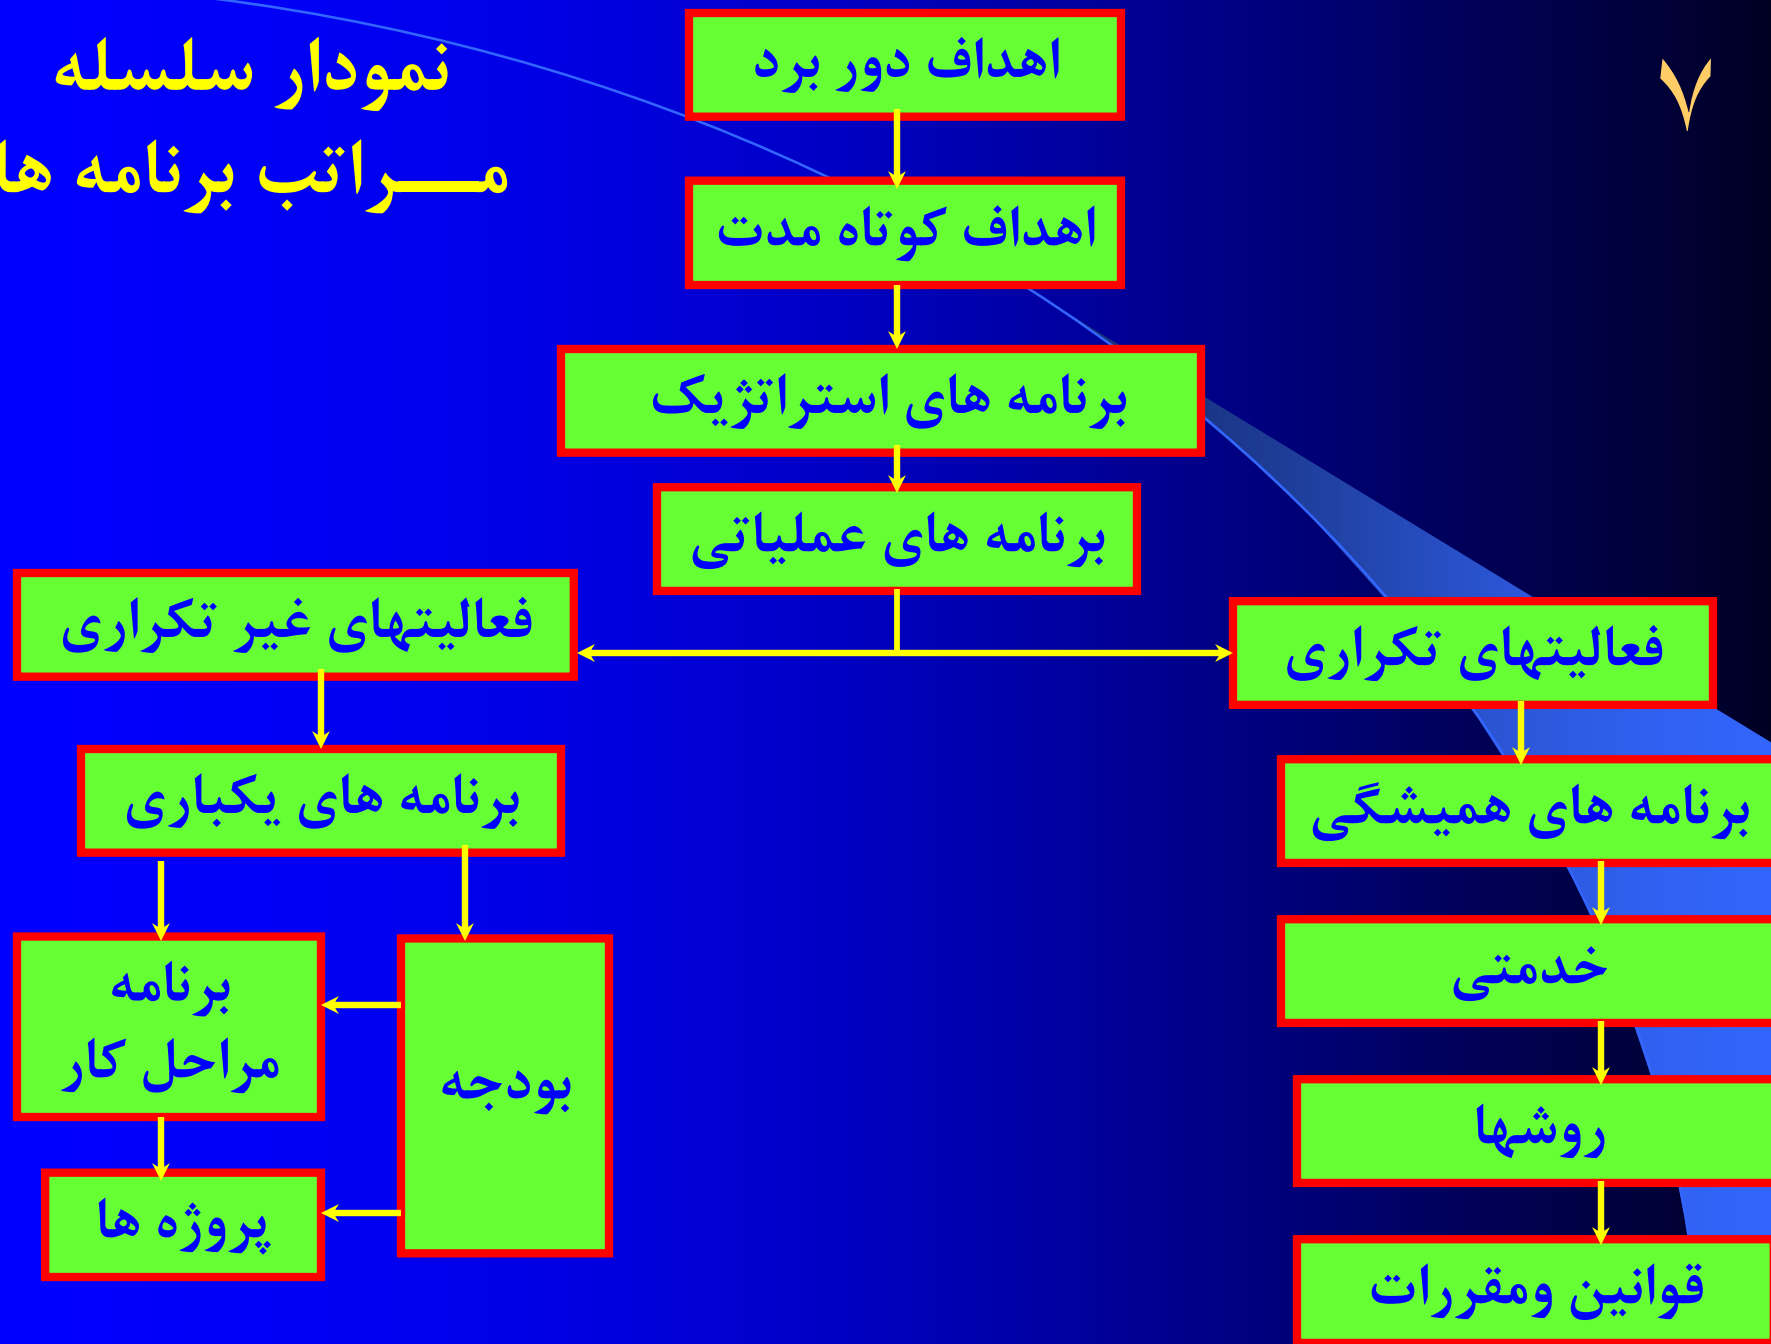 ۷
نمودار سلسله
مـــراتب برنامه ها
اهداف دور برد
اهداف کوتاه مدت
برنامه های استراتژیک
برنامه های عملیاتی
فعالیتهای تکراری
فعالیتهای غیر تکراری
برنامه های همیشگی
برنامه های یکباری
خدمتی
روشها
قوانین ومقررات
بودجه
برنامه
مراحل کار
پروژه ها